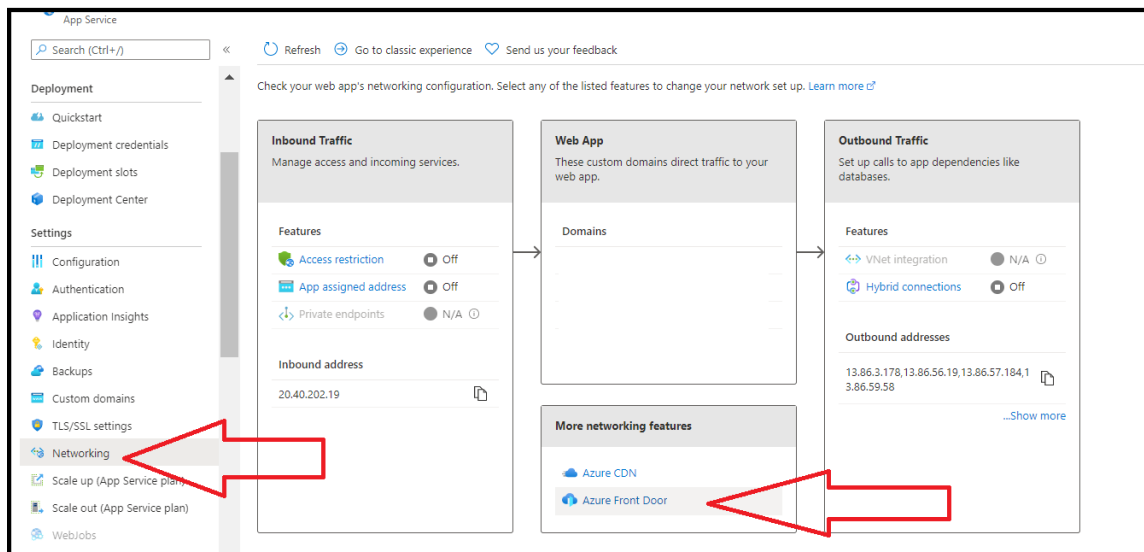 App Service
Search (Ctrl+/)
«
Refresh
Go to classic experience
Send us your feedback
Check your web app's networking configuration. Select any of the listed features to change your network set up. Learn more
Deployment
Quickstart
Deployment credentials
Deployment slots
Deployment Center
Settings
Configuration
Authentication
Application Insights
Identity
Backups
Custom domains
TLS/SSL settings
Networking
Scale up (App Service plan)
Scale out (App Service plan)
WebJobs
Inbound Traffic
Manage access and incoming services.
Features
Access restriction Off
App assigned address Off
Private endpoints N/A
Inbound address
20.40.202.19
Web App
These custom domains direct traffic to your
web app.
Domains
More networking features
Azure CDN
Azure Front Door
Outbound Traffic
Set up calls to app dependencies like
databases.
Features
VNet integration N/A
Hybrid connections Off
Outbound addresses
13.86.3.178,13.86.56.19,13.86.57.184,1
3.86.59.58
...Show more